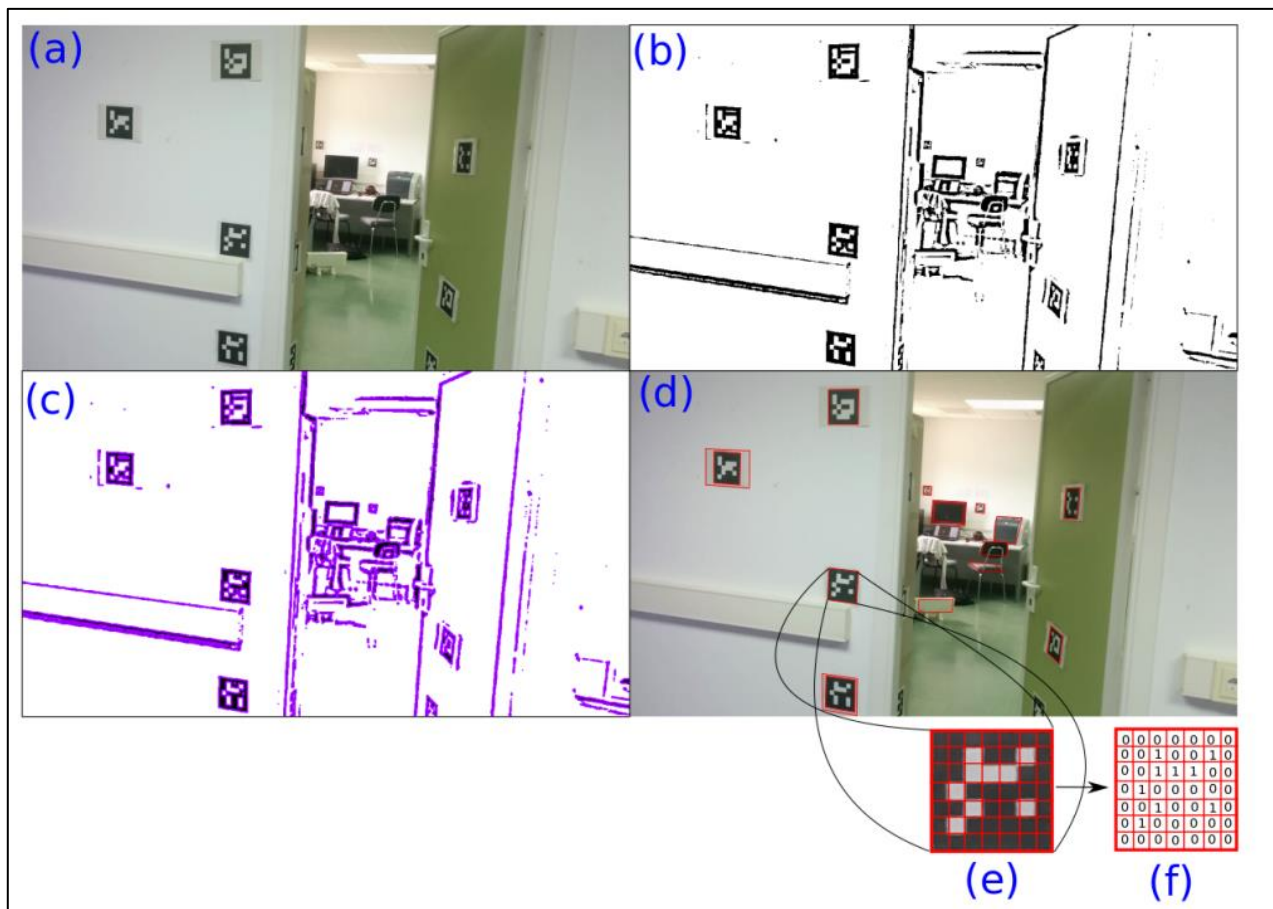 (a)
(b)
(c)
(d)
0 0 0 0 0 0 0
0 0 1 0 0 1 0
0 0 1 1 1 0 0
0 1 0 0 0 0 0
0 0 1 0 0 1 0
0 1 0 0 0 0 0
0 0 0 0 0 0 0
(e)
(f)